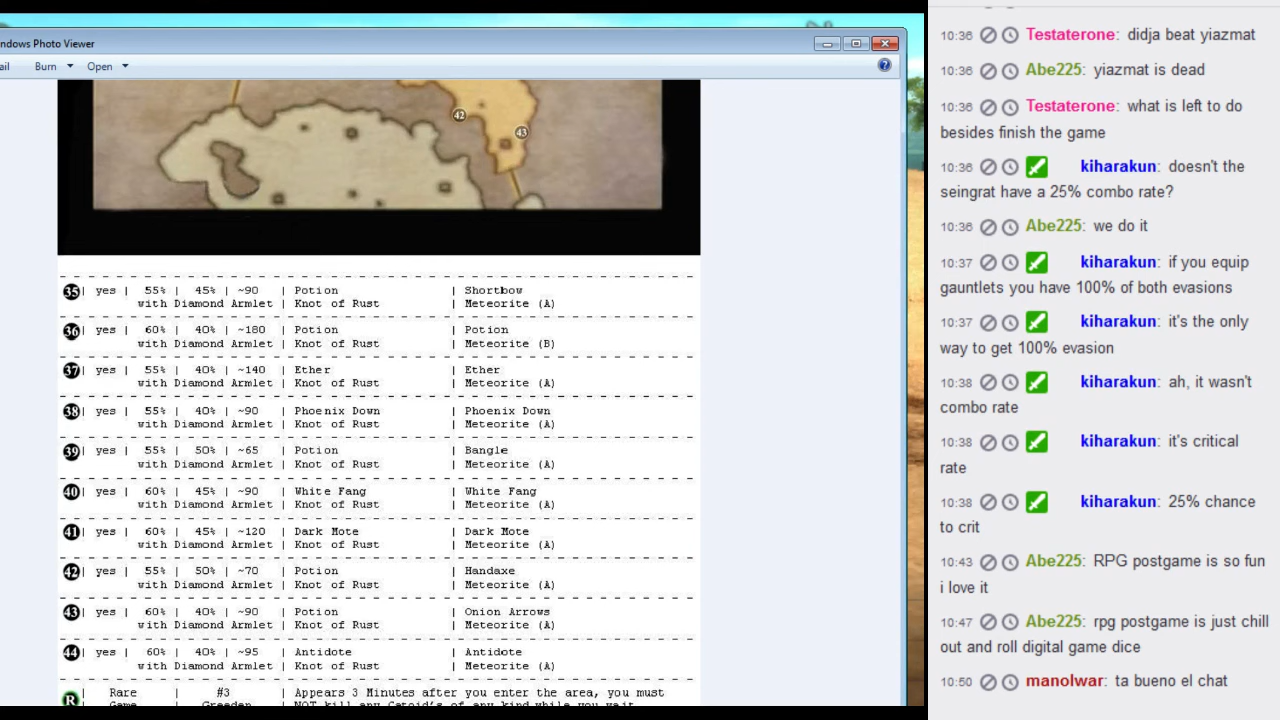 ndows Photo Viewer
ail Burn Open
42
43
35 | yes | 55% | 45% | ~90 | Potion | Shortbow
with Diamond Armlet | Knot of Rust | Meteorite (A)
36 | yes | 60% | 40% | ~180 | Potion | Potion
with Diamond Armlet | Knot of Rust | Meteorite (B)
37 | yes | 55% | 40% | ~140 | Ether | Ether
with Diamond Armlet | Knot of Rust | Meteorite (A)
38 | yes | 55% | 40% | ~90 | Phoenix Down | Phoenix Down
with Diamond Armlet | Knot of Rust | Meteorite (A)
39 | yes | 55% | 50% | ~65 | Potion | Bangle
with Diamond Armlet | Knot of Rust | Meteorite (A)
40 | yes | 60% | 45% | ~90 | White Fang | White Fang
with Diamond Armlet | Knot of Rust | Meteorite (A)
41 | yes | 60% | 45% | ~120 | Dark Mote | Dark Mote
with Diamond Armlet | Knot of Rust | Meteorite (A)
42 | yes | 55% | 50% | ~70 | Potion | Handaxe
with Diamond Armlet | Knot of Rust | Meteorite (A)
43 | yes | 60% | 40% | ~90 | Potion | Onion Arrows
with Diamond Armlet | Knot of Rust | Meteorite (A)
44 | yes | 60% | 40% | ~95 | Antidote | Antidote
with Diamond Armlet | Knot of Rust | Meteorite (A)
R | Rare | #3 | Appears 3 Minutes after you enter the area, you must
10:36 Testaterone: didja beat yiazmat
10:36 Abe225: yiazmat is dead
10:36 Testaterone: what is left to do
besides finish the game
10:36 kiharakun: doesn't the
seingrat have a 25% combo rate?
10:36 Abe225: we do it
10:37 kiharakun: if you equip
gauntlets you have 100% of both evasions
10:37 kiharakun: it's the only
way to get 100% evasion
10:38 kiharakun: ah, it wasn't
combo rate
10:38 kiharakun: it's critical
rate
10:38 kiharakun: 25% chance
to crit
10:43 Abe225: RPG postgame is so fun
i love it
10:47 Abe225: rpg postgame is just chill
out and roll digital game dice
10:50 manolwar: ta bueno el chat